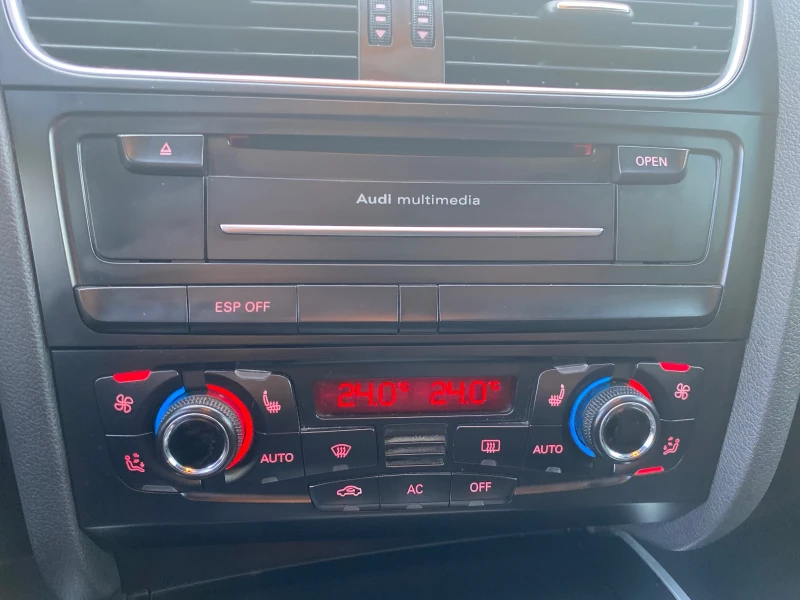 OPEN
Audi multimedia
ESP OFF
24.0° 24.0°
AUTO AUTO
AC OFF